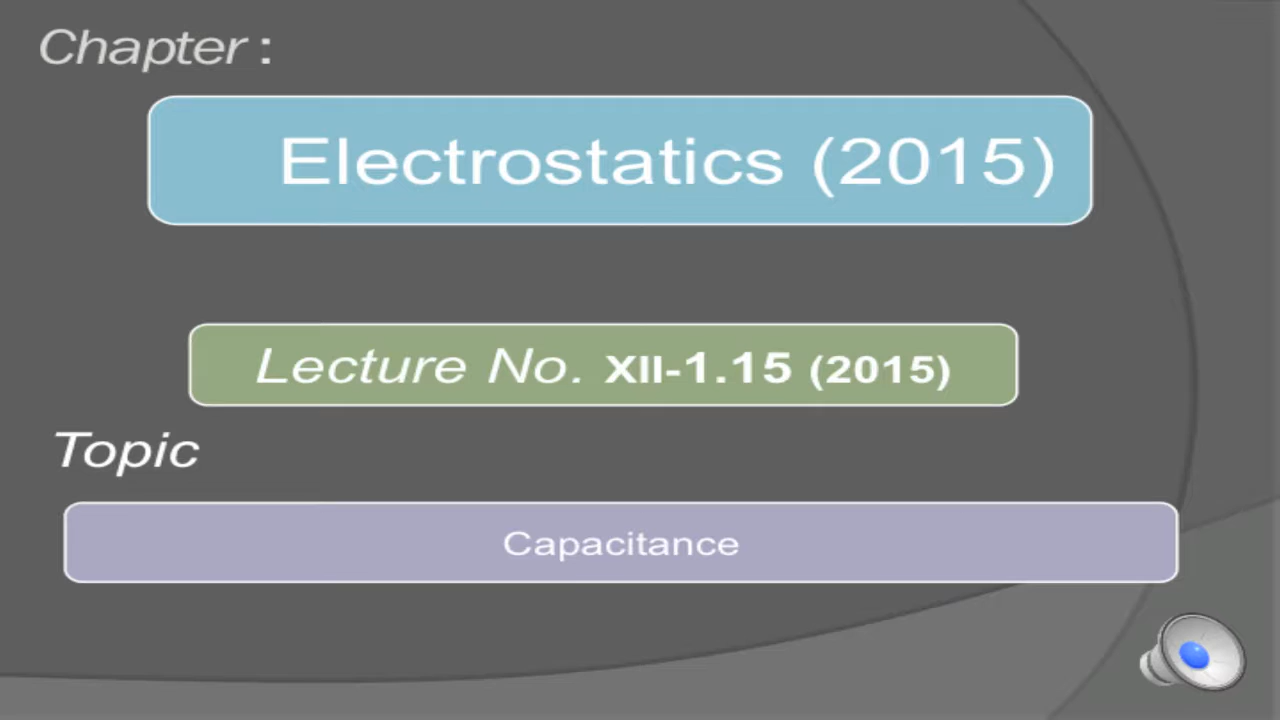 Chapter :
Electrostatics (2015)
Lecture No. XII-1.15 (2015)
Topic
Capacitance